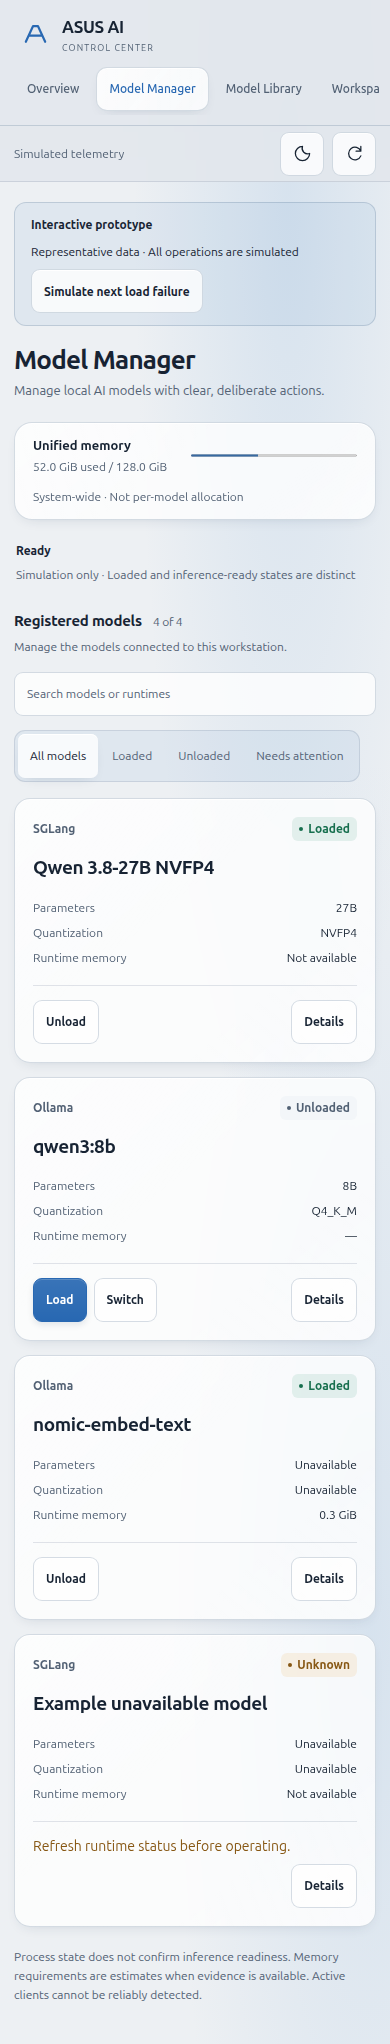 ASUS AI
CONTROL CENTER
Overview
Model Manager
Model Library
Workspa
Simulated telemetry
Interactive prototype
Representative data · All operations are simulated
Simulate next load failure
Model Manager
Manage local AI models with clear, deliberate actions.
Unified memory
52.0 GiB used / 128.0 GiB
System-wide · Not per-model allocation
Ready
Simulation only · Loaded and inference-ready states are distinct
Registered models 4 of 4
Manage the models connected to this workstation.
Search models or runtimes
All models Loaded Unloaded Needs attention
SGLang • Loaded
Qwen 3.8-27B NVFP4
Parameters 27B
Quantization NVFP4
Runtime memory Not available
Unload Details
Ollama • Unloaded
qwen3:8b
Parameters 8B
Quantization Q4_K_M
Runtime memory —
Load Switch Details
Ollama • Loaded
nomic-embed-text
Parameters Unavailable
Quantization Unavailable
Runtime memory 0.3 GiB
Unload Details
SGLang • Unknown
Example unavailable model
Parameters Unavailable
Quantization Unavailable
Runtime memory Not available
Refresh runtime status before operating.
Details
Process state does not confirm inference readiness. Memory
requirements are estimates when evidence is available. Active
clients cannot be reliably detected.